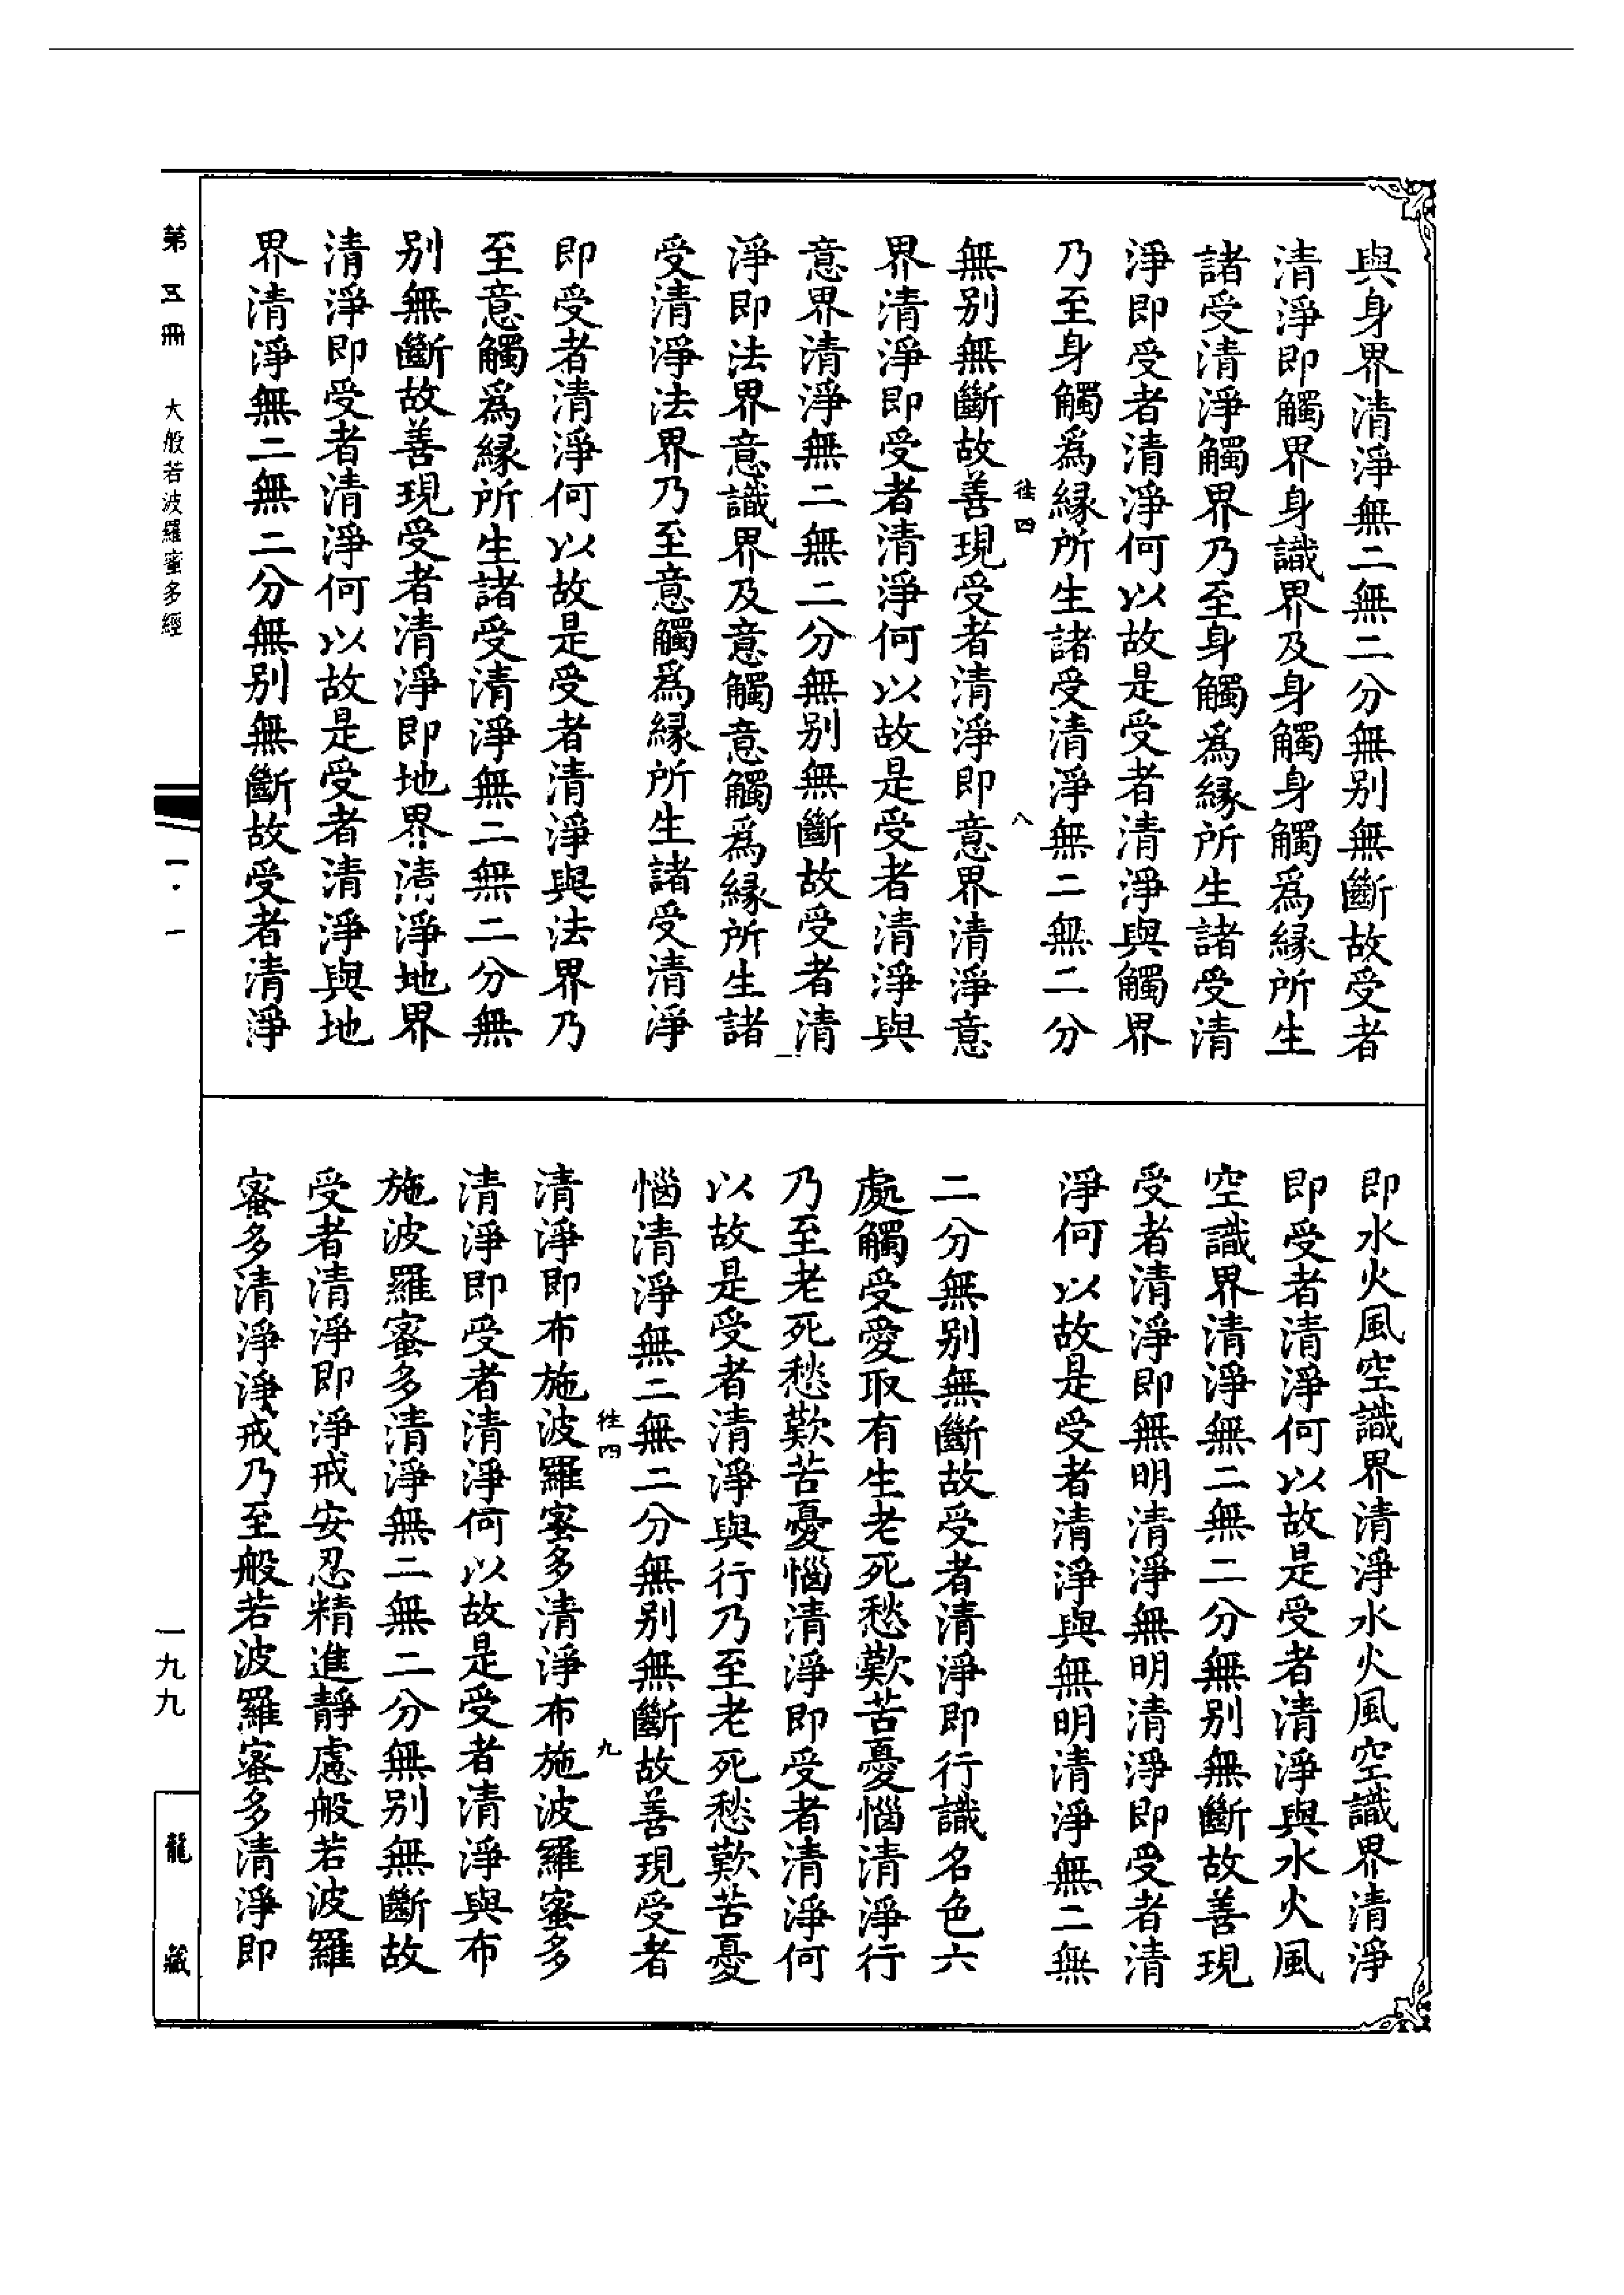 與身界清淨無二無二分無别無斷故受者
清淨即觸界身識界及身觸身觸爲緣所生
諸受清淨觸界乃至身觸爲緣所生諸受清
淨即受者清淨何以故是受者清淨與觸界
乃至身觸爲緣所生諸受清淨無二無二分
往四 八
無别無斷故善現受者清淨即意界清淨意
界清淨即受者清淨何以故是受者清淨與
意界清淨無二無二分無别無斷故受者清
淨即法界意識界及意觸意觸爲緣所生諸
受清淨法界乃至意觸爲緣所生諸受清淨
即受者清淨何以故是受者清淨與法界乃
至意觸爲緣所生諸受清淨無二無二分無
别無斷故善現受者清淨即地界清淨地界
清淨即受者清淨何以故是受者清淨與地
界清淨無二無二分無别無斷故受者清淨
即水火風空識界清淨水火風空識界清淨
即受者清淨何以故是受者清淨與水火風
空識界清淨無二無二分無别無斷故善現
受者清淨即無明清淨無明清淨即受者清
淨何以故是受者清淨與無明清淨無二無
二分無别無斷故受者清淨即行識名色六
處觸受愛取有生老死愁歎苦憂惱清淨行
乃至老死愁歎苦憂惱清淨即受者清淨何
以故是受者清淨與行乃至老死愁歎苦憂
惱清淨無二無二分無别無斷故善現受者
往四 九
清淨即布施波羅蜜多清淨布施波羅蜜多
清淨即受者清淨何以故是受者清淨與布
施波羅蜜多清淨無二無二分無别無斷故
受者清淨即淨戒安忍精進靜慮般若波羅
蜜多清淨淨戒乃至般若波羅蜜多清淨即
第五冊 大般若波羅蜜多經 一·一 一九九 龍藏